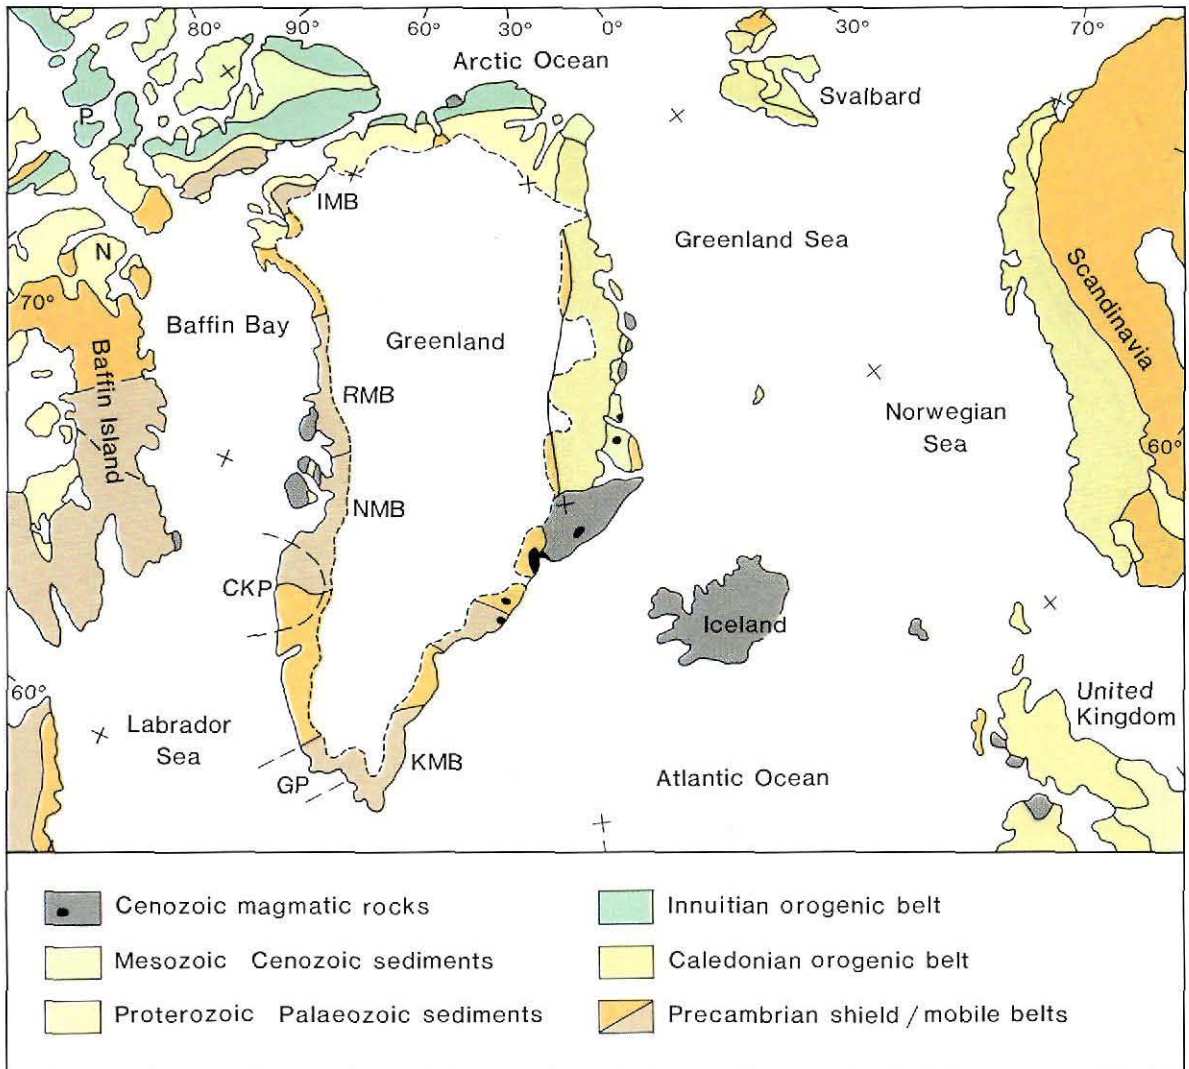 80° 90° 60° 30° 0° 30° 70°
Arctic Ocean
Svalbard
P
IMB
N
Greenland Sea
70°
Baffin Bay
Greenland
Scandinavia
Baffin Island
RMB
Norwegian
Sea
60°
NMB
CKP
Iceland
60°
United
Kingdom
Labrador
Sea
KMB
GP
Atlantic Ocean
Cenozoic magmatic rocks
Mesozoic Cenozoic sediments
Proterozoic Palaeozoic sediments
Innuitian orogenic belt
Caledonian orogenic belt
Precambrian shield / mobile belts